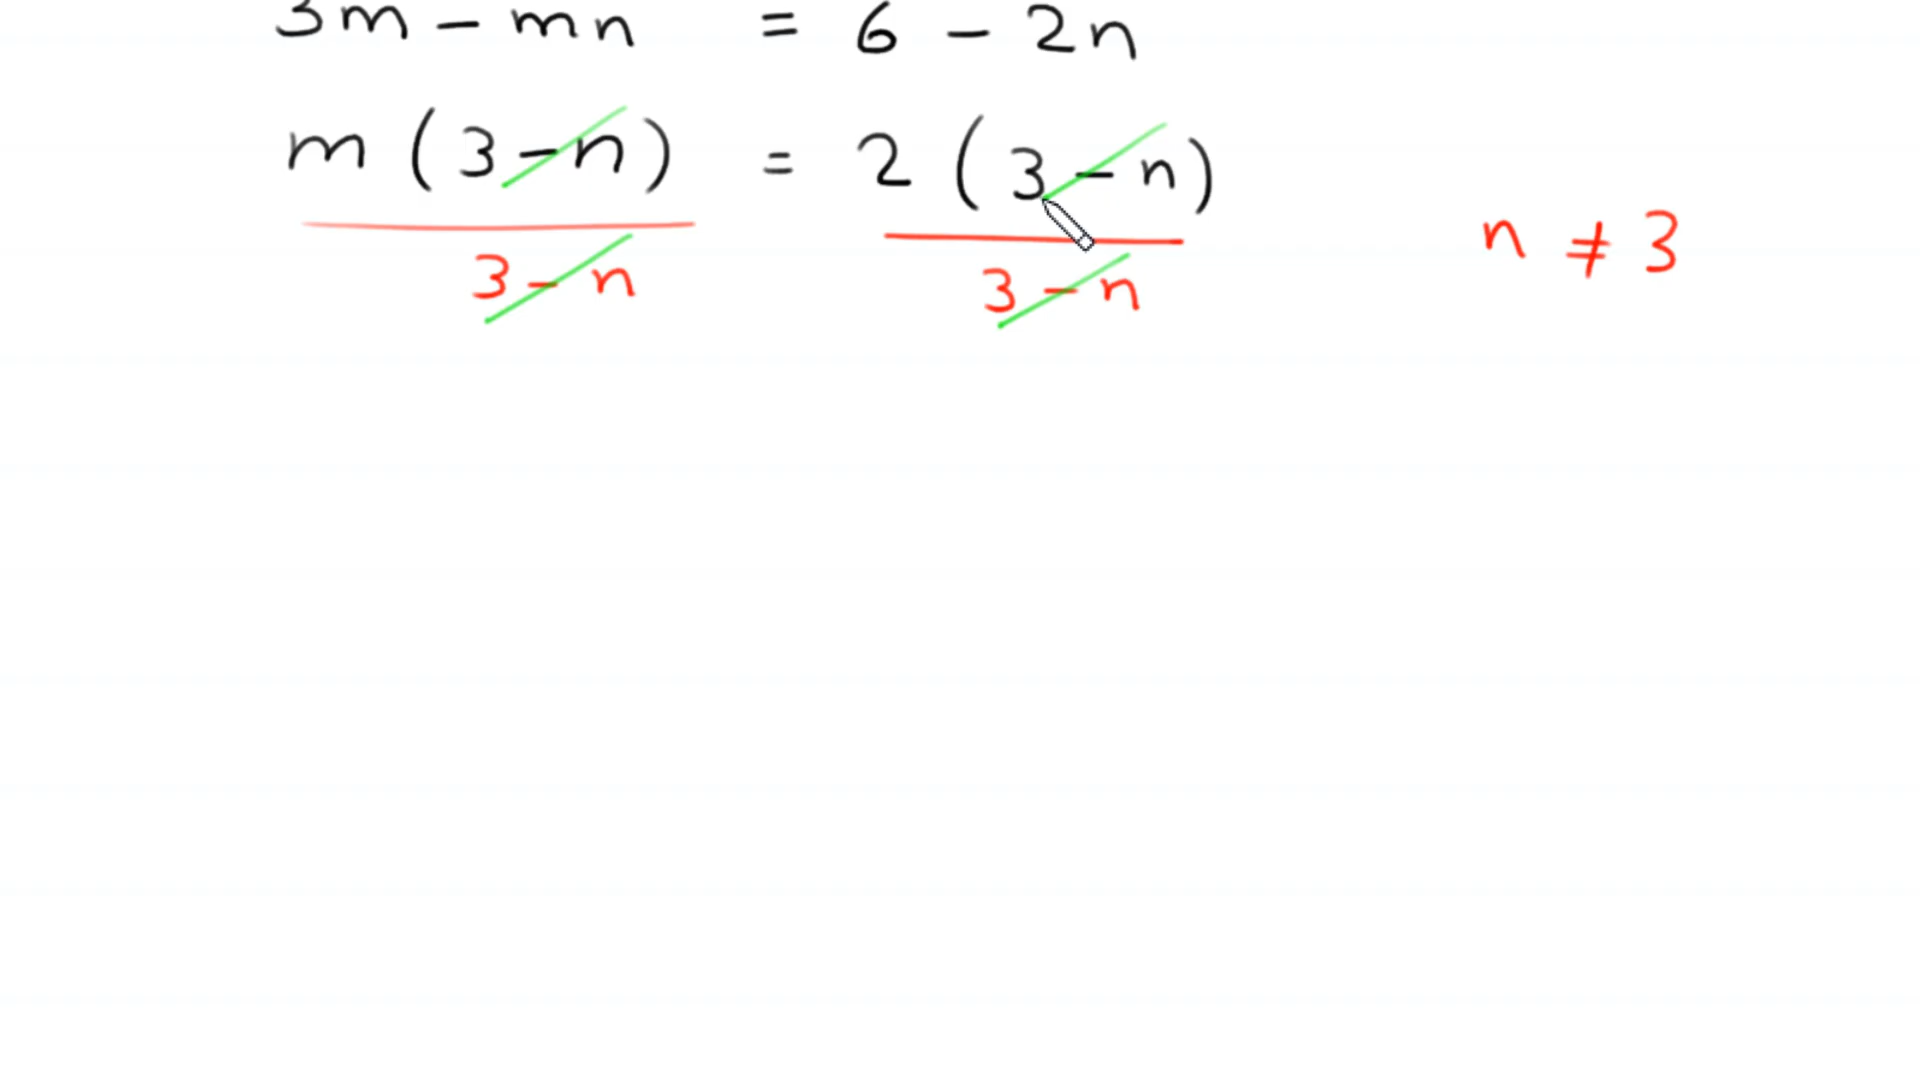 3m - mn = 6 - 2n
m (3-n) = 2 (3-n)
3-n 3-n n ≠ 3